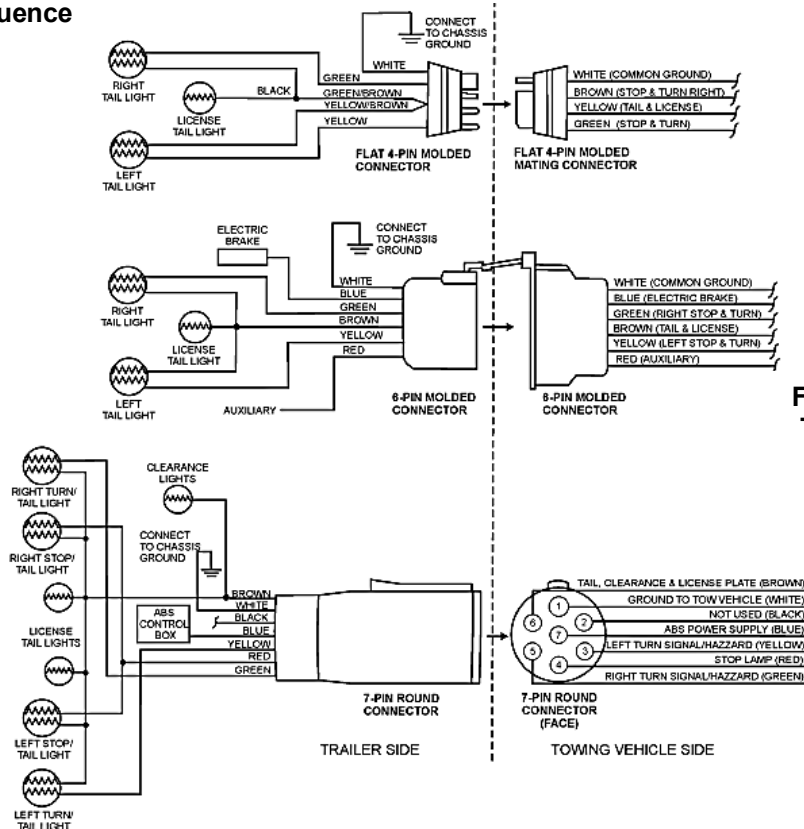 uence
CONNECT
TO CHASSIS
GROUND
WHITE
RIGHT
TAIL LIGHT
GREEN
BLACK
GREEN/BROWN
YELLOW/BROWN
LICENSE
TAIL LIGHT
YELLOW
LEFT
TAIL LIGHT
FLAT 4-PIN MOLDED
CONNECTOR
WHITE (COMMON GROUND)
BROWN (STOP & TURN RIGHT)
YELLOW (TAIL & LICENSE)
GREEN (STOP & TURN)
FLAT 4-PIN MOLDED
MATING CONNECTOR
ELECTRIC
BRAKE
CONNECT
TO CHASSIS
GROUND
WHITE
BLUE
GREEN
BROWN
YELLOW
RED
RIGHT
TAIL LIGHT
LICENSE
TAIL LIGHT
LEFT
TAIL LIGHT
AUXILIARY
6-PIN MOLDED
CONNECTOR
WHITE (COMMON GROUND)
BLUE (ELECTRIC BRAKE)
GREEN (RIGHT STOP & TURN)
BROWN (TAIL & LICENSE)
YELLOW (LEFT STOP & TURN)
RED (AUXILIARY)
6-PIN MOLDED
CONNECTOR
F
RIGHT TURN/
TAIL LIGHT
CLEARANCE
LIGHTS
RIGHT STOP/
TAIL LIGHT
CONNECT
TO CHASSIS
GROUND
LICENSE
TAIL LIGHTS
ABS
CONTROL
BOX
BROWN
WHITE
BLACK
BLUE
YELLOW
RED
GREEN
LEFT STOP/
TAIL LIGHT
LEFT TURN/
TAIL LIGHT
7-PIN ROUND
CONNECTOR
TRAILER SIDE
1
2
3
4
5
6
7
TAIL, CLEARANCE & LICENSE PLATE (BROWN)
GROUND TO TOW VEHICLE (WHITE)
NOT USED (BLACK)
ABS POWER SUPPLY (BLUE)
LEFT TURN SIGNAL/HAZZARD (YELLOW)
STOP LAMP (RED)
RIGHT TURN SIGNAL/HAZZARD (GREEN)
7-PIN ROUND
CONNECTOR
(FACE)
TOWING VEHICLE SIDE